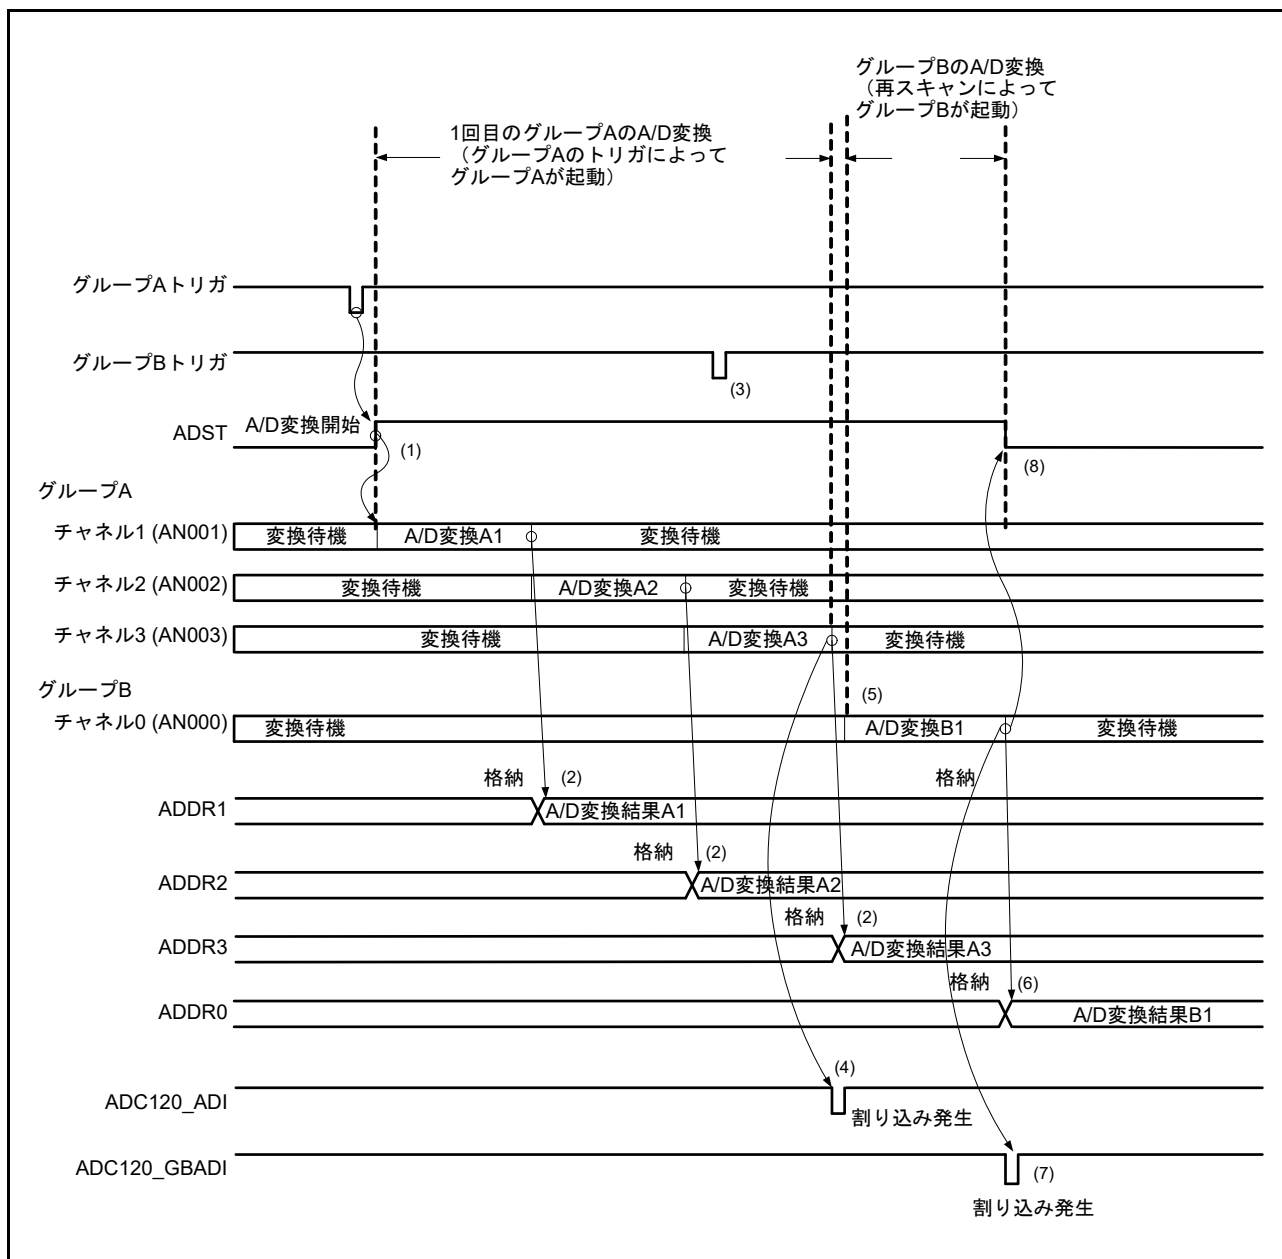 グループBのA/D変換
（再スキャンによって
グループBが起動）
1回目のグループAのA/D変換
（グループAのトリガによって
グループAが起動）
グループAトリガ
グループBトリガ
(3)
ADST
A/D変換開始
(1)
(8)
グループA
チャネル1 (AN001)
変換待機
A/D変換A1
変換待機
チャネル2 (AN002)
変換待機
A/D変換A2
変換待機
チャネル3 (AN003)
変換待機
A/D変換A3
変換待機
グループB
(5)
チャネル0 (AN000)
変換待機
A/D変換B1
変換待機
格納
(2)
格納
ADDR1
A/D変換結果A1
格納
(2)
ADDR2
A/D変換結果A2
格納
(2)
ADDR3
A/D変換結果A3
格納
(6)
ADDR0
A/D変換結果B1
(4)
ADC120_ADI
割り込み発生
ADC120_GBADI
(7)
割り込み発生